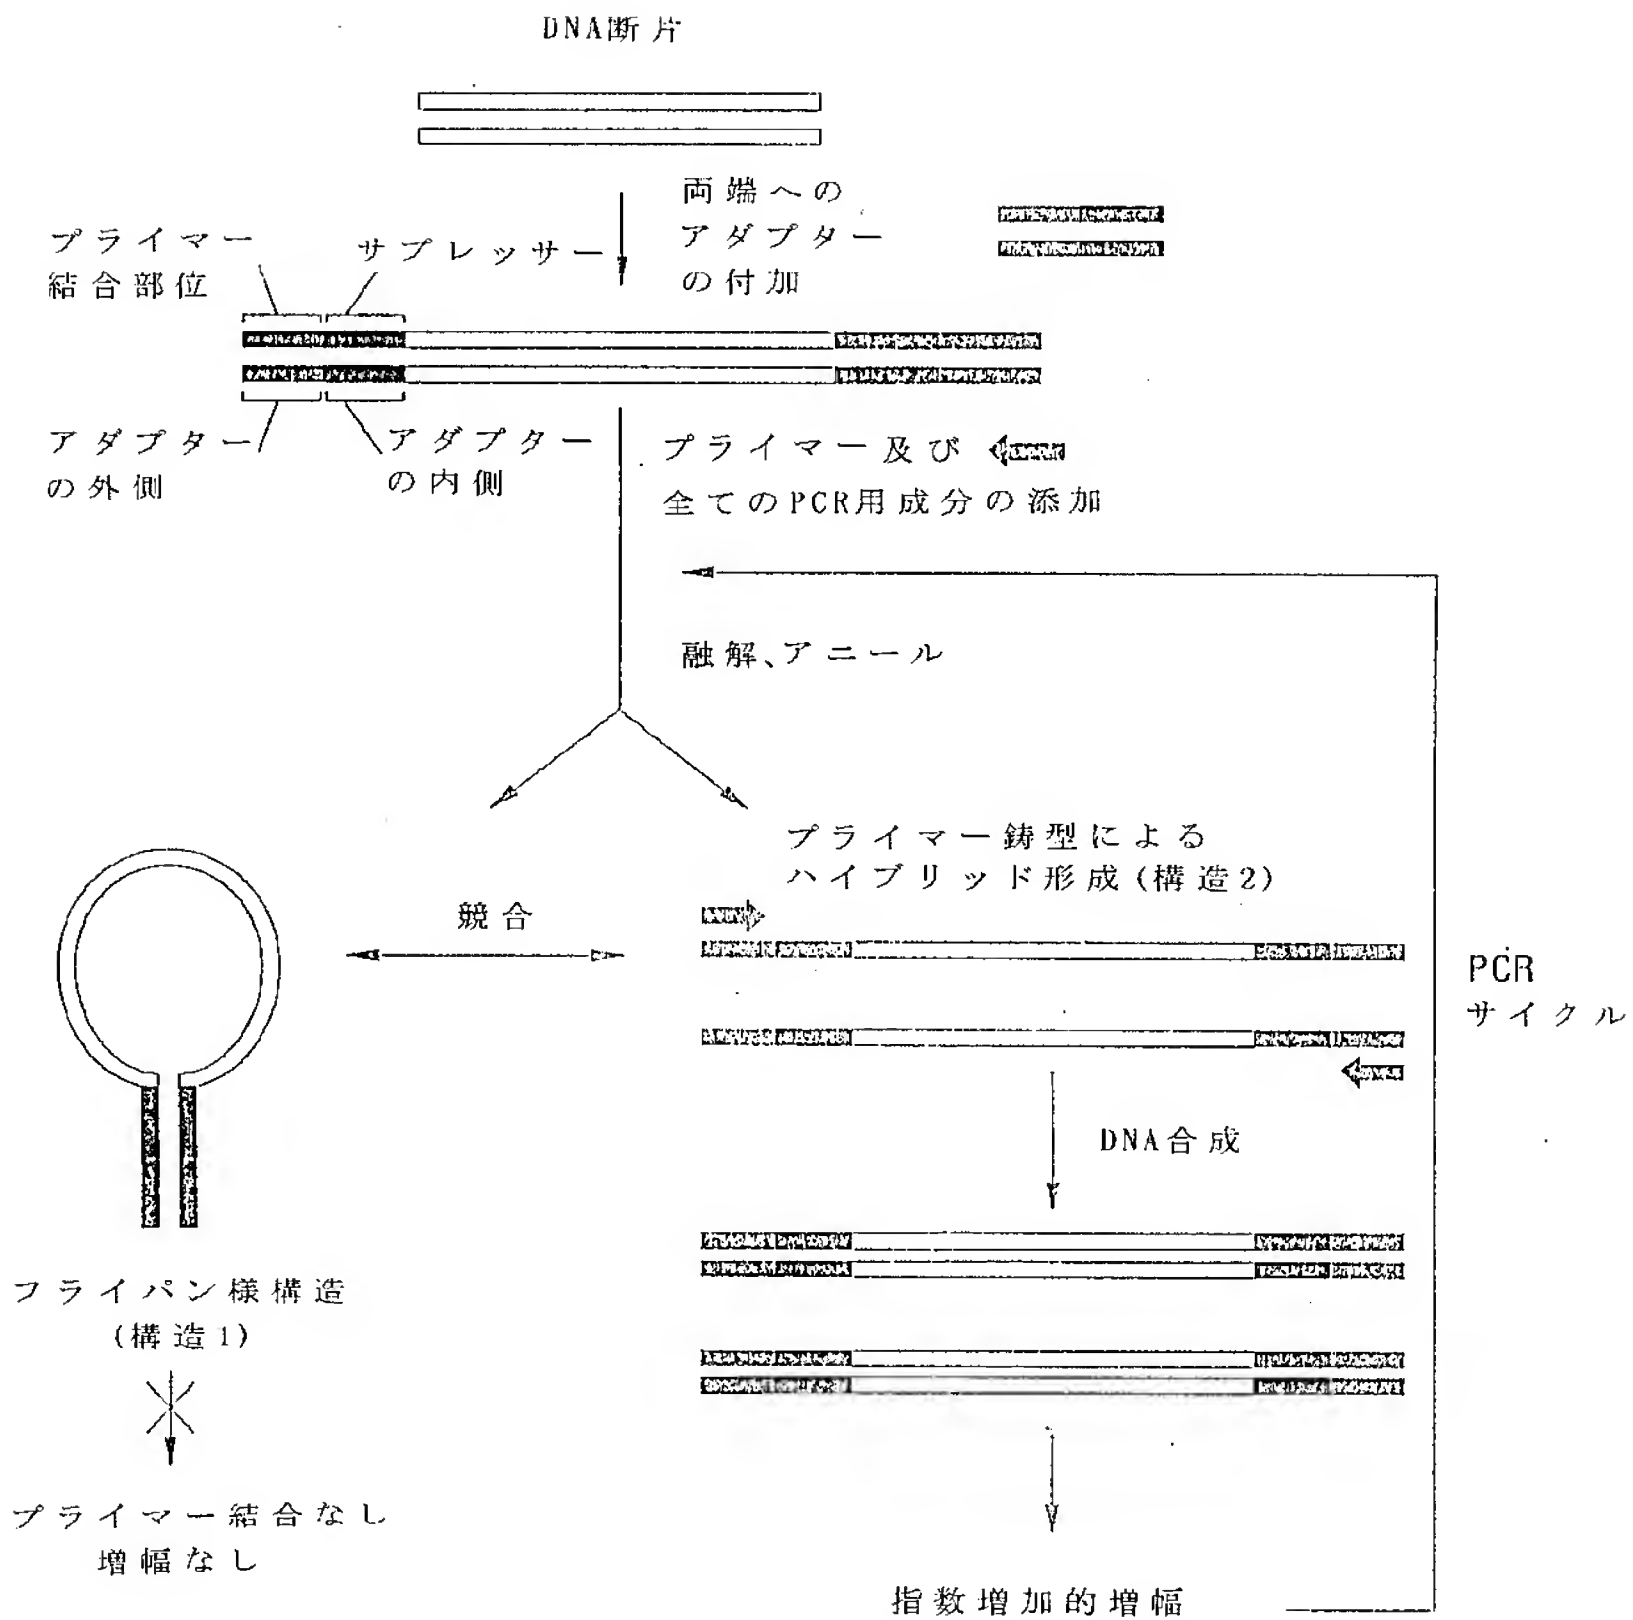 DNA断片
両端への
アダプター
の付加
プライマー
結合部位
サプレッサー
アダプター
の外側
アダプター
の内側
プライマー及び
全てのPCR用成分の添加
融解、アニール
プライマー鋳型による
ハイブリッド形成(構造2)
競合
PCR
サイクル
DNA合成
フライパン様構造
(構造1)
プライマー結合なし
増幅なし
指数増加的増幅